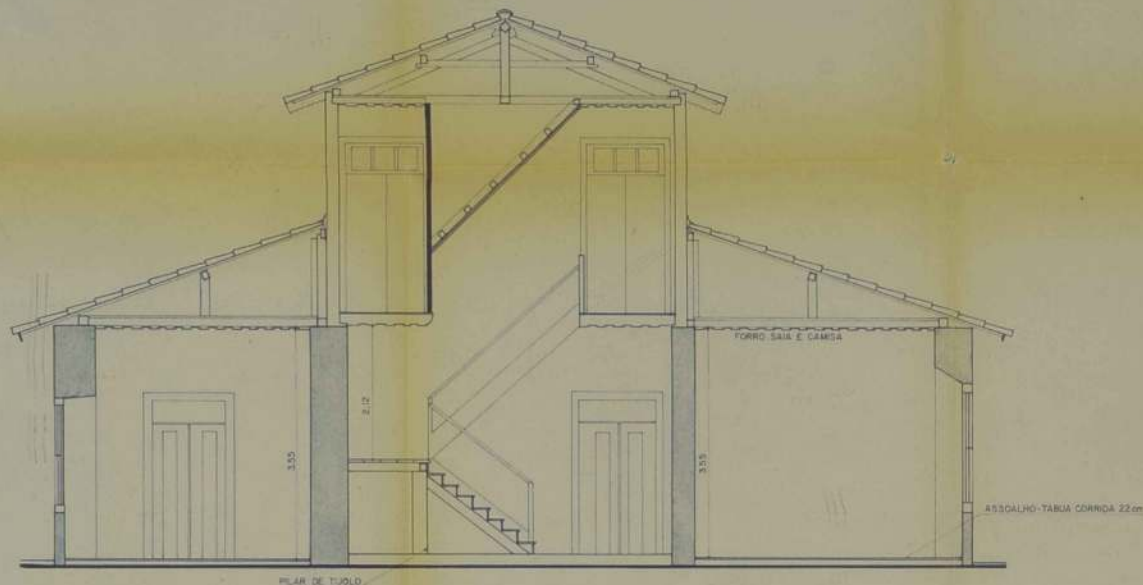 FORRO SAIA E CAMISA
2.12
3.55
3.55
ASSOALHO-TABUA CORRIDA 22cm
PILAR DE TIJOLO